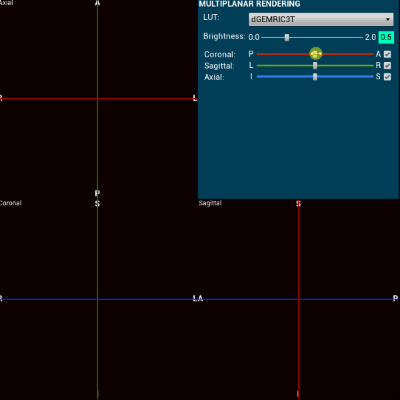 Axial
A
R
L
P
MULTIPLANAR RENDERING
LUT: dGEMRIC3T
Brightness: 0.0 2.0 0.5
Coronal: P A
Sagittal: L R
Axial: I S
Coronal
S
R
L
I
Sagittal
S
A
P
I